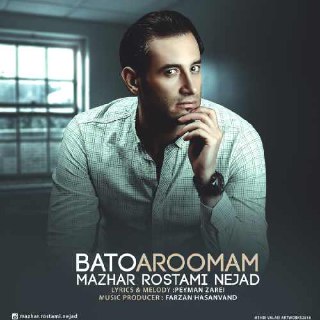 BATOAROOMAM
MAZHAR ROSTAMI NEJAD
LYRICS & MELODY :PEYMAN ZAREI
MUSIC PRODUCER : FARZAN HASANVAND
mazhar.rostami.nejad